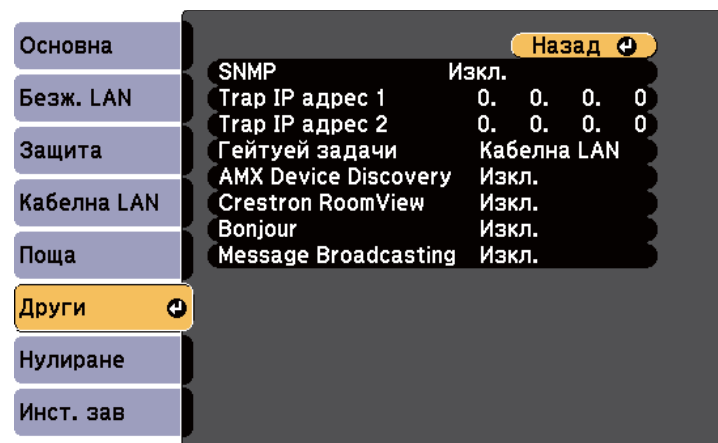 Основна
Безж. LAN
Защита
Кабелна LAN
Поща
Други
Нулиране
Инст. зав
Назад
SNMP Изкл.
Trap IP адрес 1 0. 0. 0. 0
Trap IP адрес 2 0. 0. 0. 0
Гейтуей задачи Кабелна LAN
AMX Device Discovery Изкл.
Crestron RoomView Изкл.
Bonjour Изкл.
Message Broadcasting Изкл.